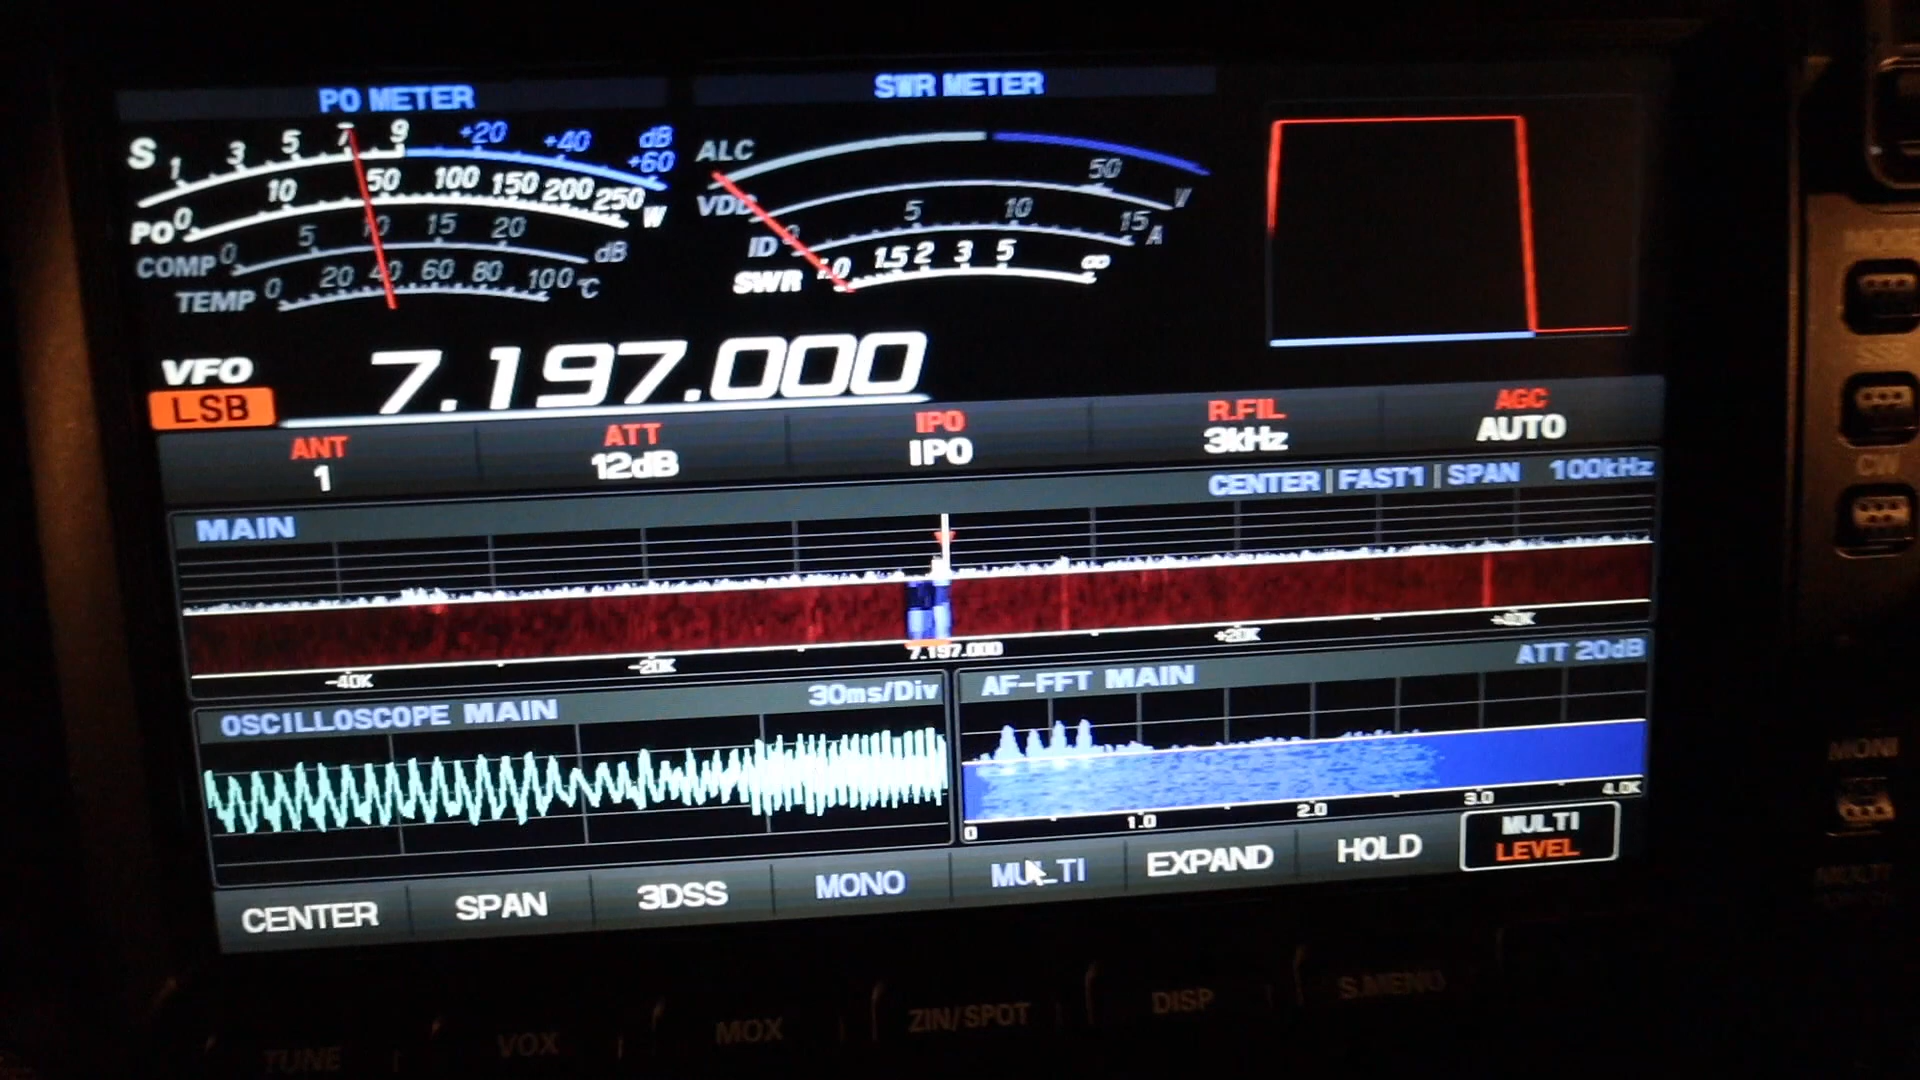 PO METER
SWR METER
S 1 3 5 7 9 +20 +40 +60 dB
PO 0 10 50 100 150 200 250 W
COMP 0 5 10 15 20 dB
TEMP 0 20 40 60 80 100 °C
ALC
VDD 50 V
ID 0 5 10 15 A
SWR 1.0 1.5 2 3 5 ∞
VFO
LSB
7.197.000
ANT
1
ATT
12dB
IPO
IPO
R.FIL
3kHz
AGC
AUTO
CENTER | FAST1 | SPAN 100kHz
MAIN
-40K -20K 7.197.000 +20K +40K
OSCILLOSCOPE MAIN 30ms/Div
AF-FFT MAIN ATT 20dB
0 1.0 2.0 3.0 4.0K
CENTER SPAN 3DSS MONO MULTI EXPAND HOLD
MULTI
LEVEL
TUNE VOX MOX ZIN/SPOT DISP S.MENU
MODE
SSB
CW
MONI
MULTI